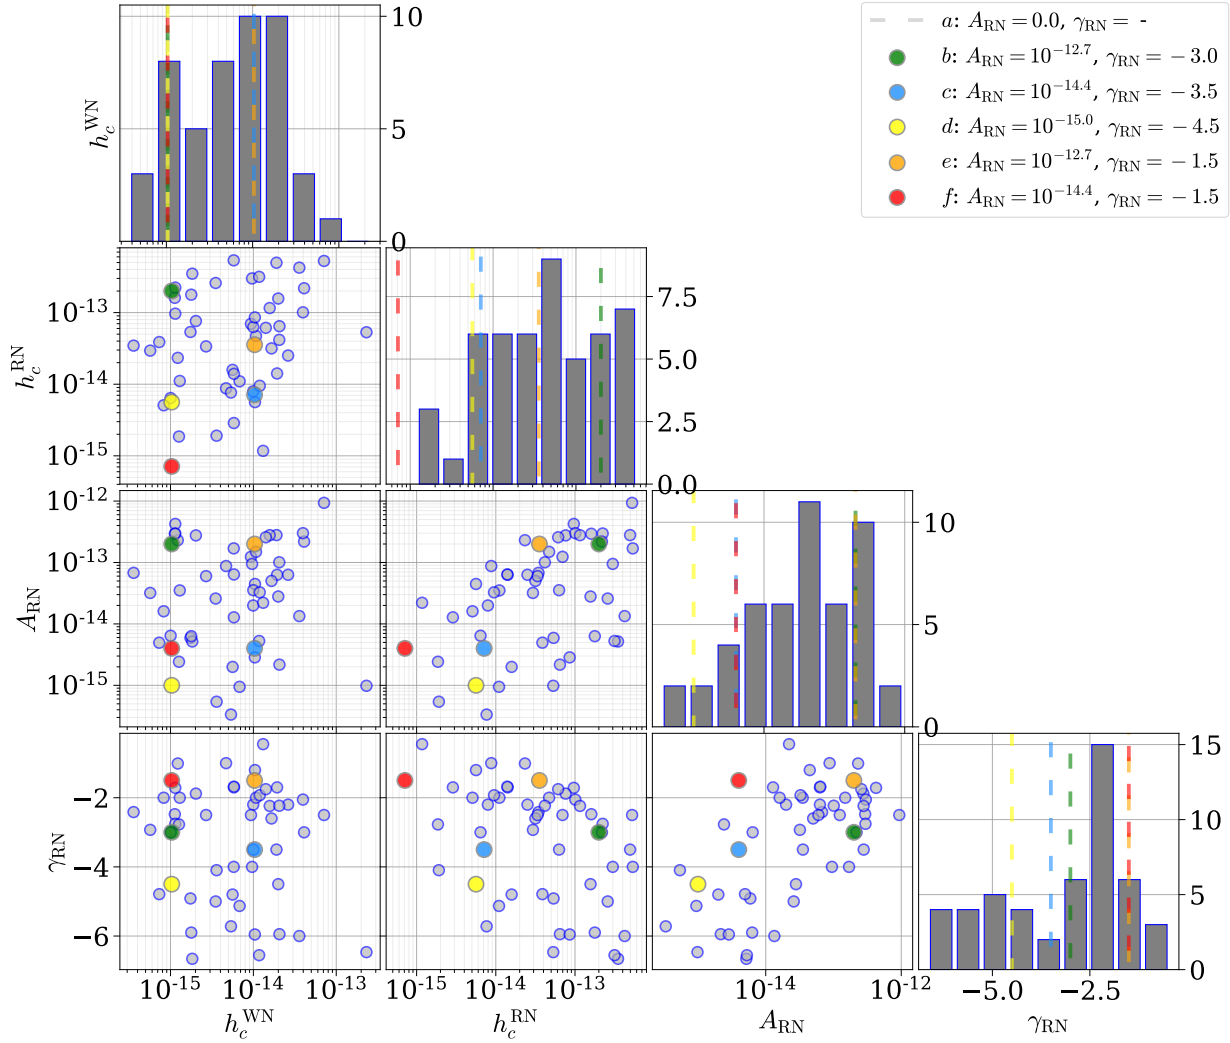 a: A_RN = 0.0, γ_RN = -
b: A_RN = 10^−12.7, γ_RN = −3.0
c: A_RN = 10^−14.4, γ_RN = −3.5
d: A_RN = 10^−15.0, γ_RN = −4.5
e: A_RN = 10^−12.7, γ_RN = −1.5
f: A_RN = 10^−14.4, γ_RN = −1.5
h_c^WN
10
5
0
h_c^RN
10^−13
10^−14
10^−15
7.5
5.0
2.5
0.0
A_RN
10^−12
10^−13
10^−14
10^−15
10
5
0
γ_RN
−2
−4
−6
15
10
5
0
10^−15 10^−14 10^−13
10^−15 10^−14 10^−13
10^−14 10^−12
−5.0 −2.5
h_c^WN
h_c^RN
A_RN
γ_RN